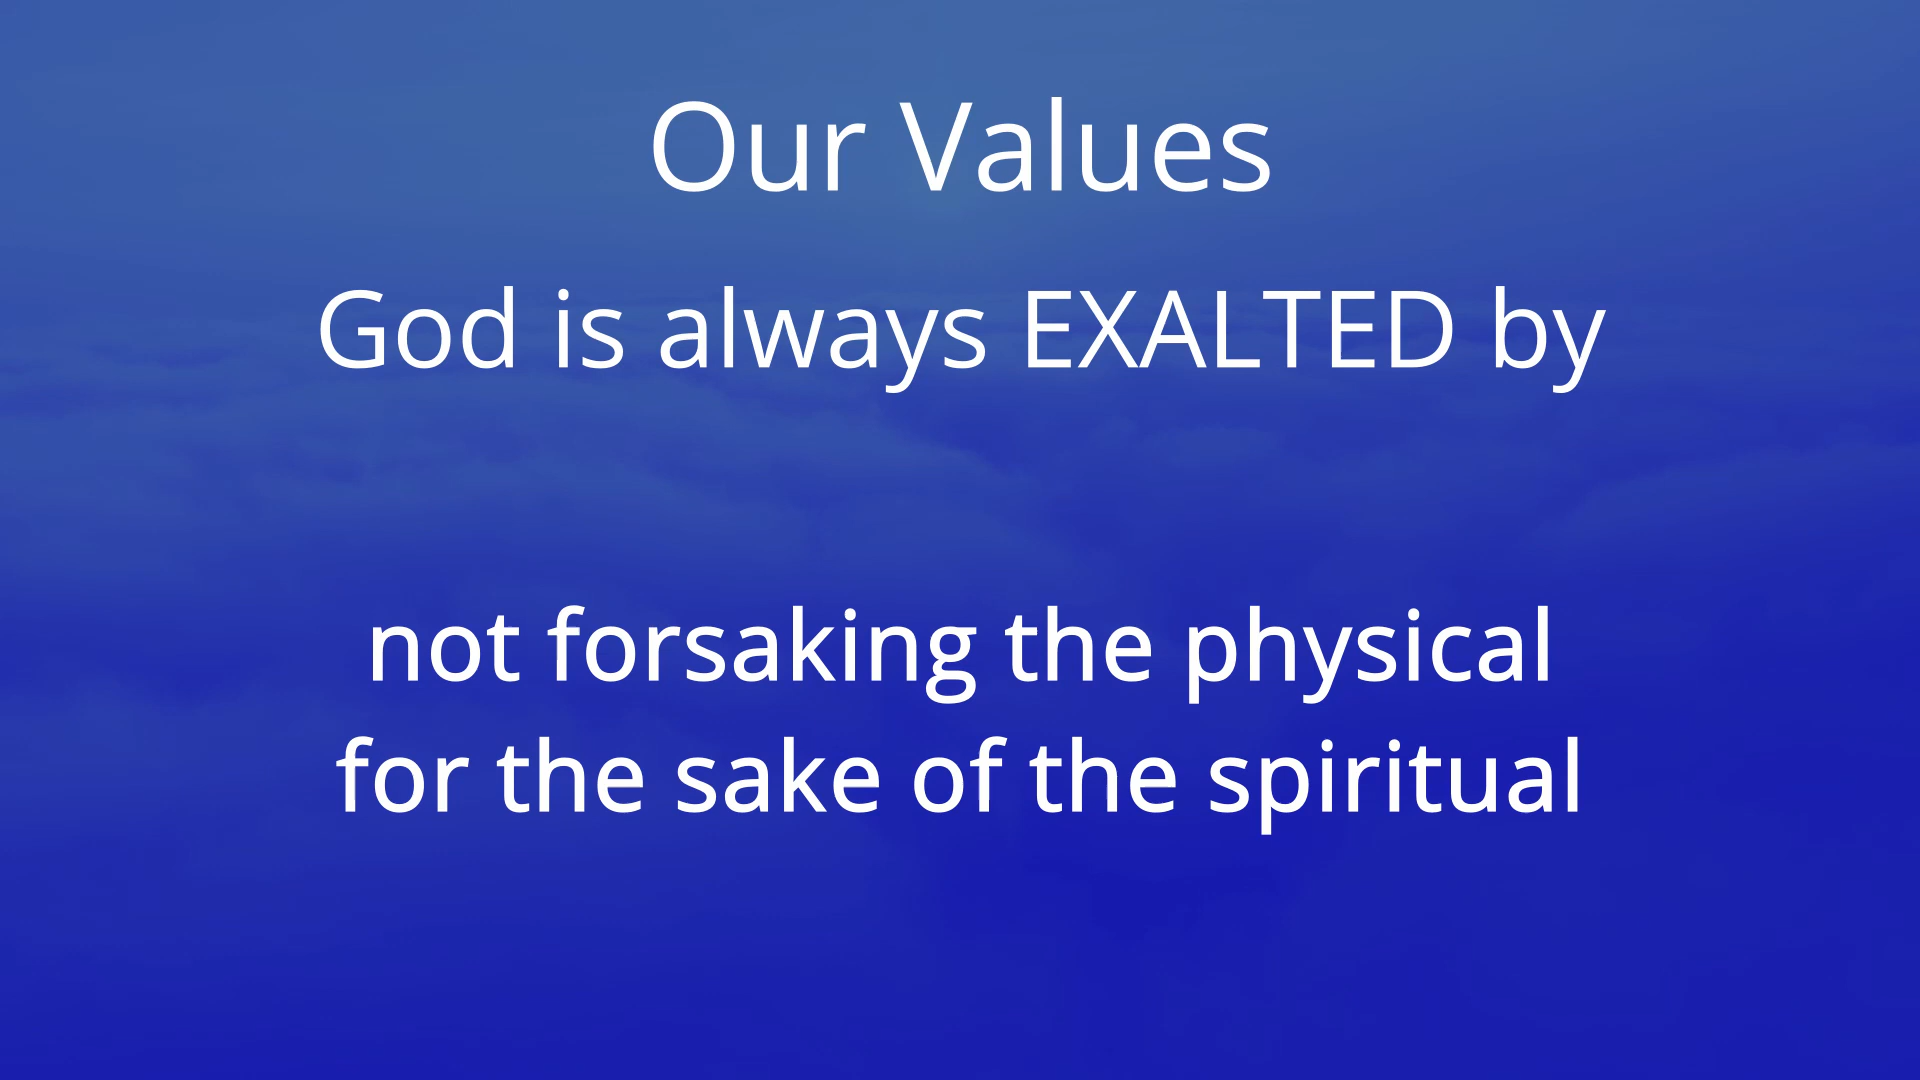 Our Values
God is always EXALTED by
not forsaking the physical
for the sake of the spiritual